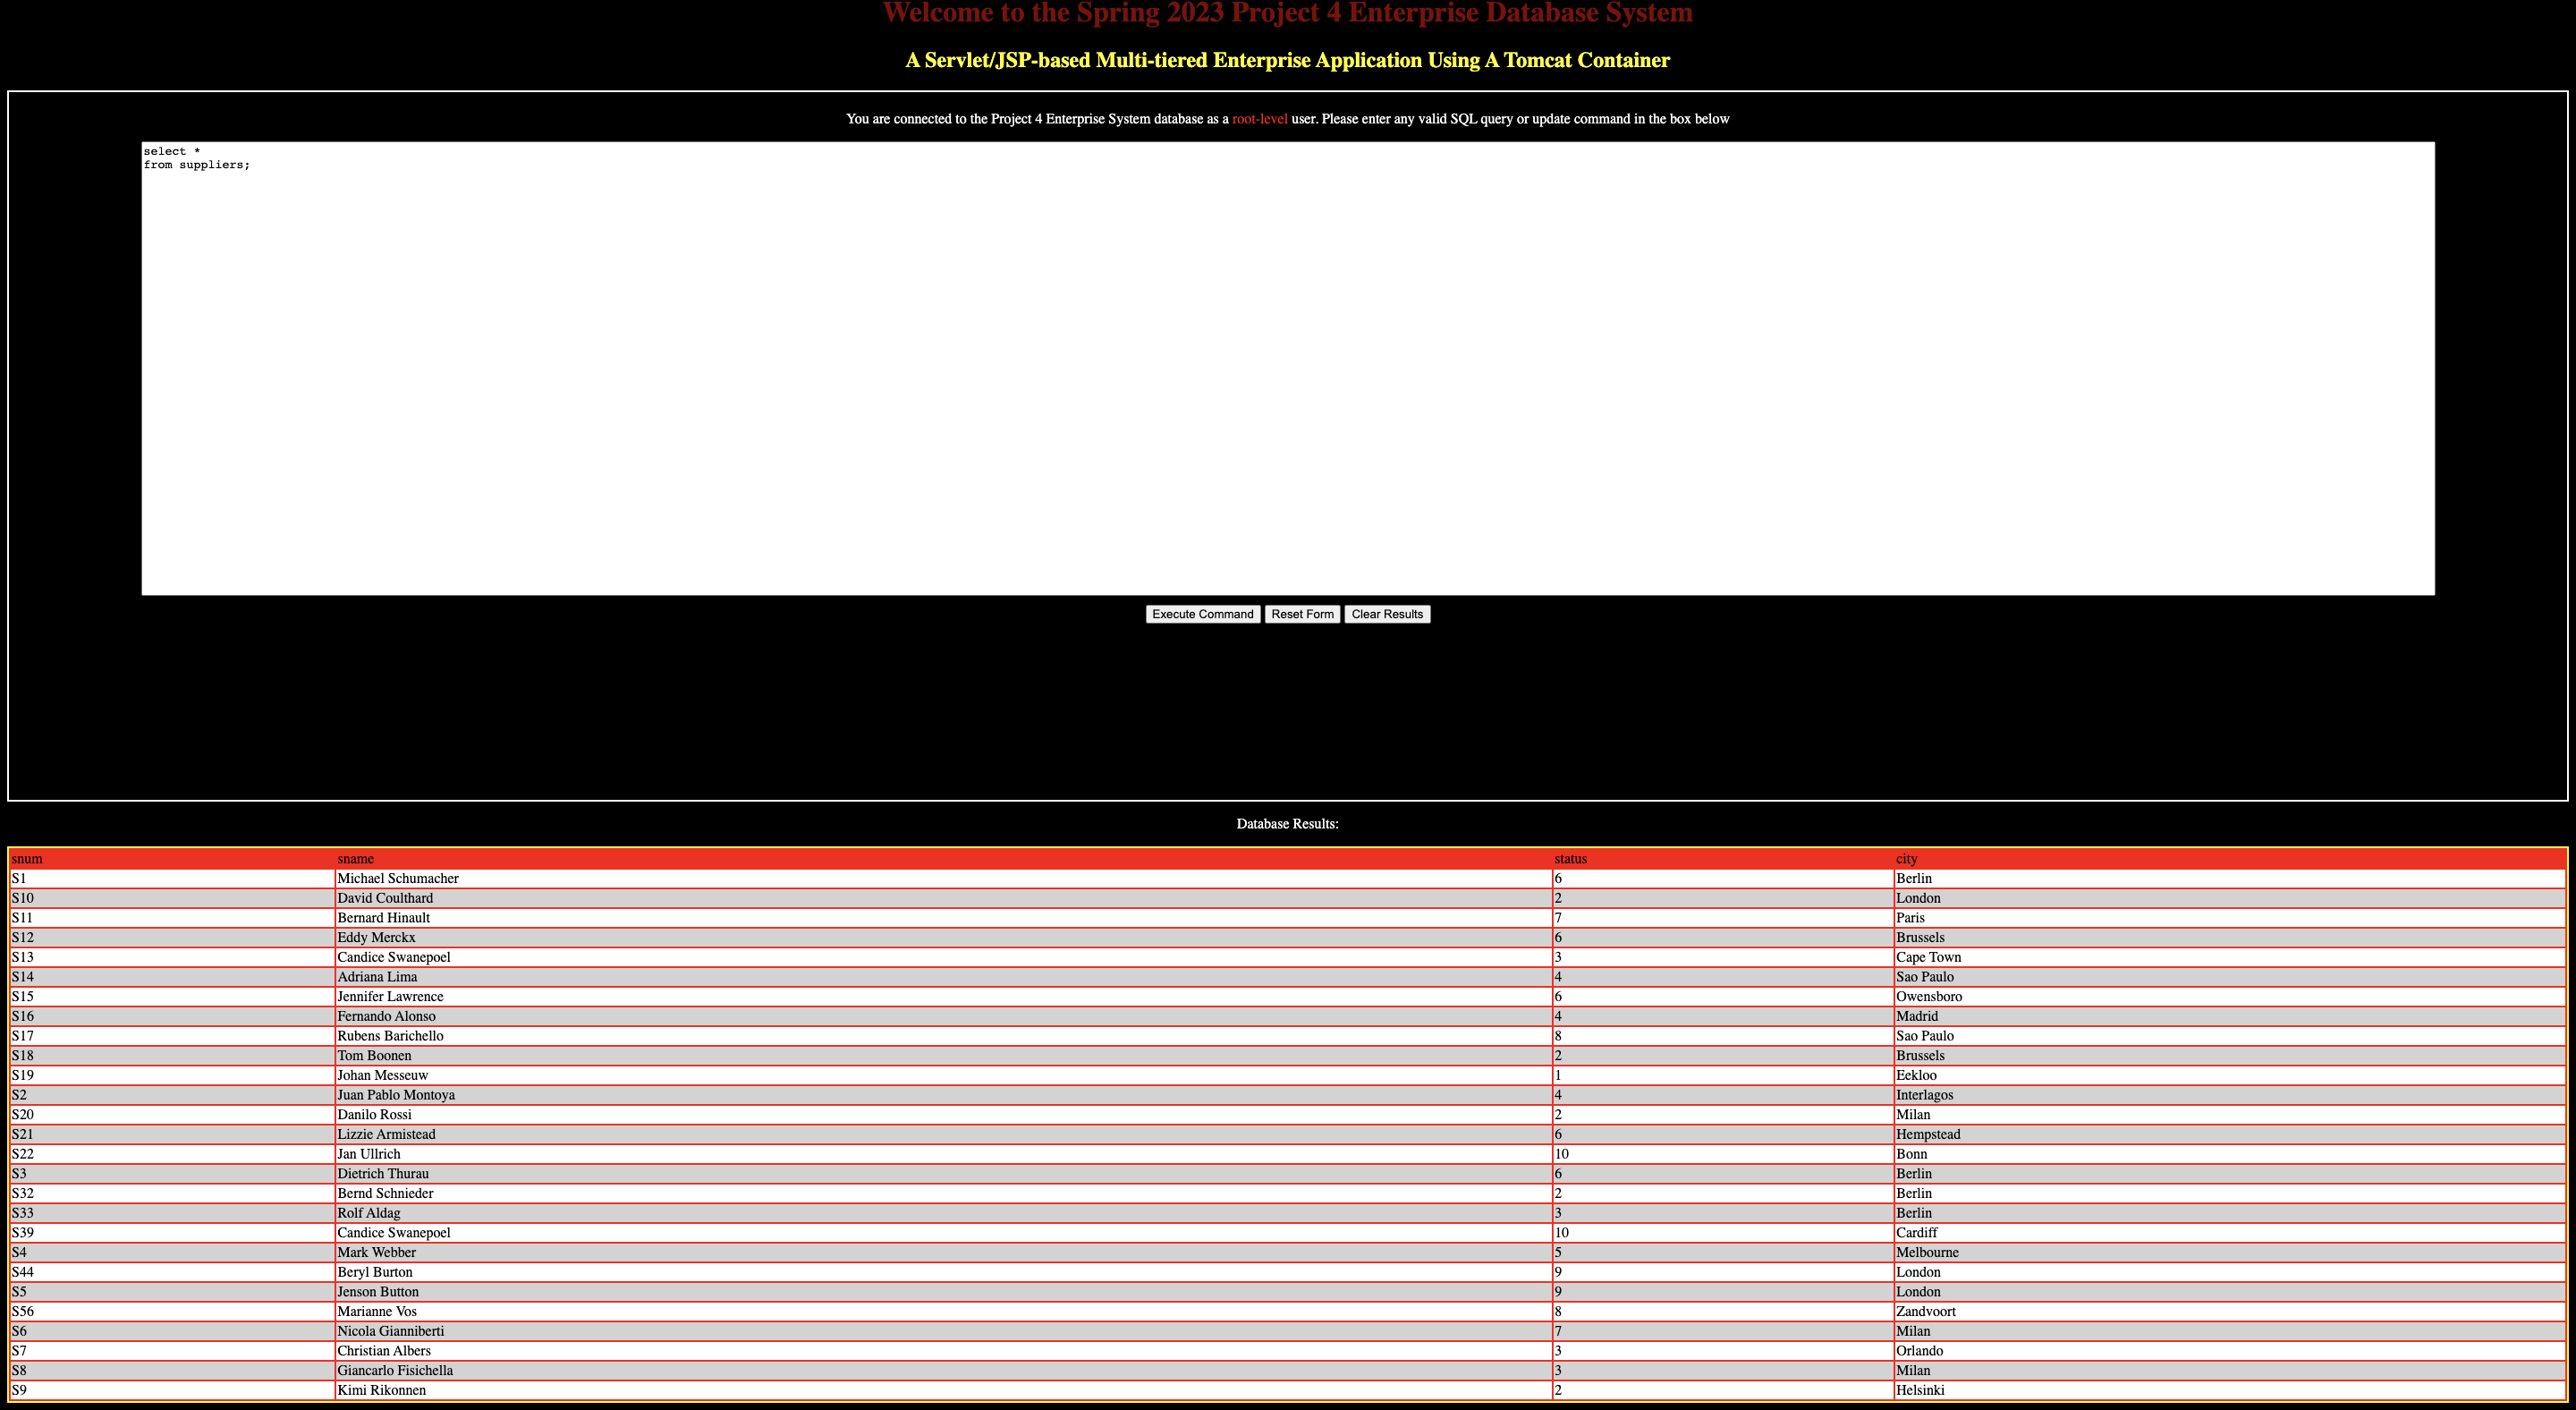 Welcome to the Spring 2023 Project 4 Enterprise Database System
A Servlet/JSP-based Multi-tiered Enterprise Application Using A Tomcat Container
You are connected to the Project 4 Enterprise System database as a root-level user. Please enter any valid SQL query or update command in the box below
select *
from suppliers;
Execute Command Reset Form Clear Results
Database Results:
snum sname status city
S1 Michael Schumacher 6 Berlin
S10 David Coulthard 2 London
S11 Bernard Hinault 7 Paris
S12 Eddy Merckx 6 Brussels
S13 Candice Swanepoel 3 Cape Town
S14 Adriana Lima 4 Sao Paulo
S15 Jennifer Lawrence 6 Owensboro
S16 Fernando Alonso 4 Madrid
S17 Rubens Barichello 8 Sao Paulo
S18 Tom Boonen 2 Brussels
S19 Johan Messeuw 1 Eekloo
S2 Juan Pablo Montoya 4 Interlagos
S20 Danilo Rossi 2 Milan
S21 Lizzie Armistead 6 Hempstead
S22 Jan Ullrich 10 Bonn
S3 Dietrich Thurau 6 Berlin
S32 Bernd Schnieder 2 Berlin
S33 Rolf Aldag 3 Berlin
S39 Candice Swanepoel 10 Cardiff
S4 Mark Webber 5 Melbourne
S44 Beryl Burton 9 London
S5 Jenson Button 9 London
S56 Marianne Vos 8 Zandvoort
S6 Nicola Gianniberti 7 Milan
S7 Christian Albers 3 Orlando
S8 Giancarlo Fisichella 3 Milan
S9 Kimi Rikonnen 2 Helsinki